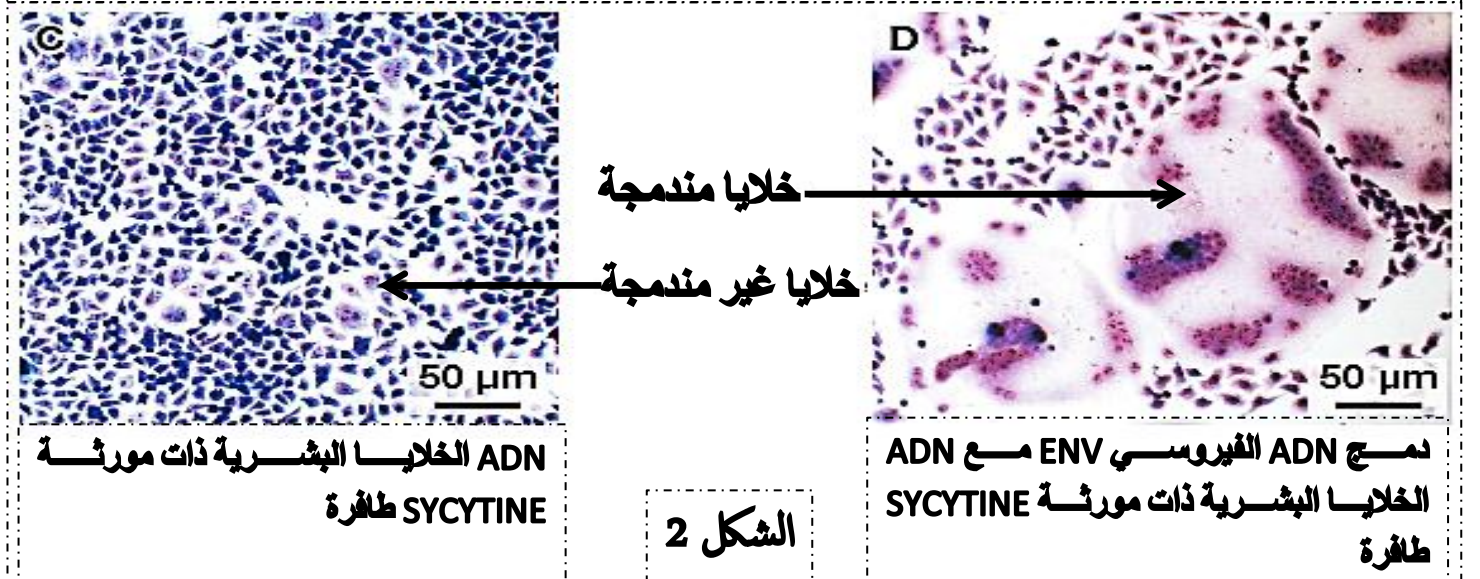 C
D
خلايا مندمجة
خلايا غير مندمجة
50 µm
50 µm
ADN الخلايا البشرية ذات مورثة
SYCYTINE طافرة
الشكل 2
دمج ADN الفيروسي ENV مع ADN
الخلايا البشرية ذات مورثة SYCYTINE
طافرة